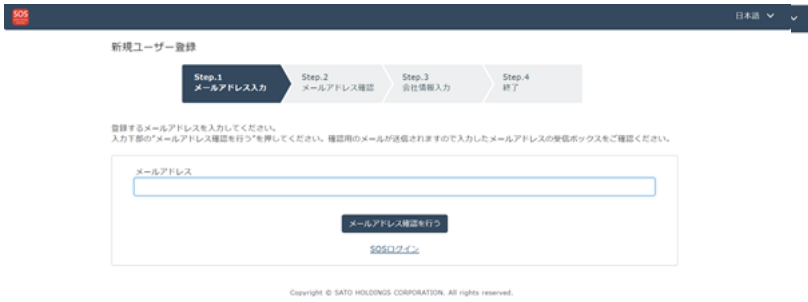 SOS
日本語
新規ユーザー登録
Step.1
メールアドレス入力
Step.2
メールアドレス確認
Step.3
会社情報入力
Step.4
終了
登録するメールアドレスを入力してください。
入力下部の"メールアドレス確認を行う"を押してください。確認用のメールが送信されますので入力したメールアドレスの受信ボックスをご確認ください。
メールアドレス
メールアドレス確認を行う
SOSログイン
Copyright © SATO HOLDINGS CORPORATION. All rights reserved.